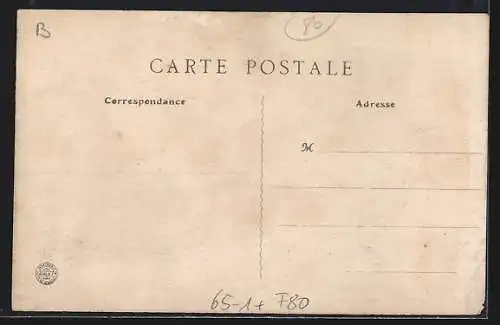 B
80
CARTE POSTALE
Correspondance
Adresse
M
65-1+ F80